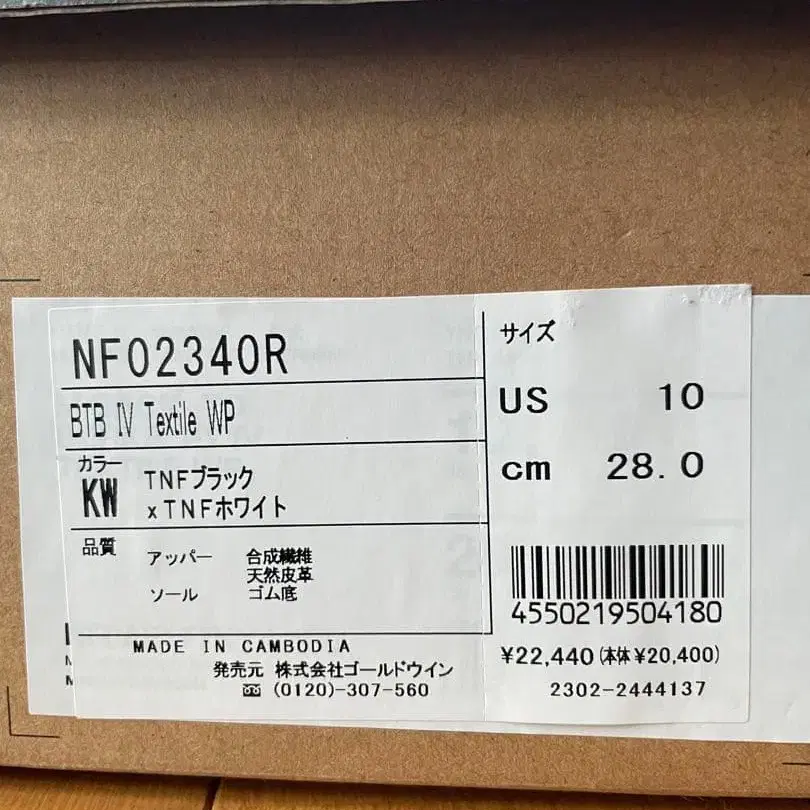 NF02340R
BTB IV Textile WP
カラー
KW
TNFブラック
xTNFホワイト
品質
アッパー 合成繊維
天然皮革
ソール ゴム底
MADE IN CAMBODIA
発売元 株式会社ゴールドウイン
(0120)-307-560
サイズ
US 10
cm 28.0
4550219504180
¥22,440(本体¥20,400)
2302-2444137